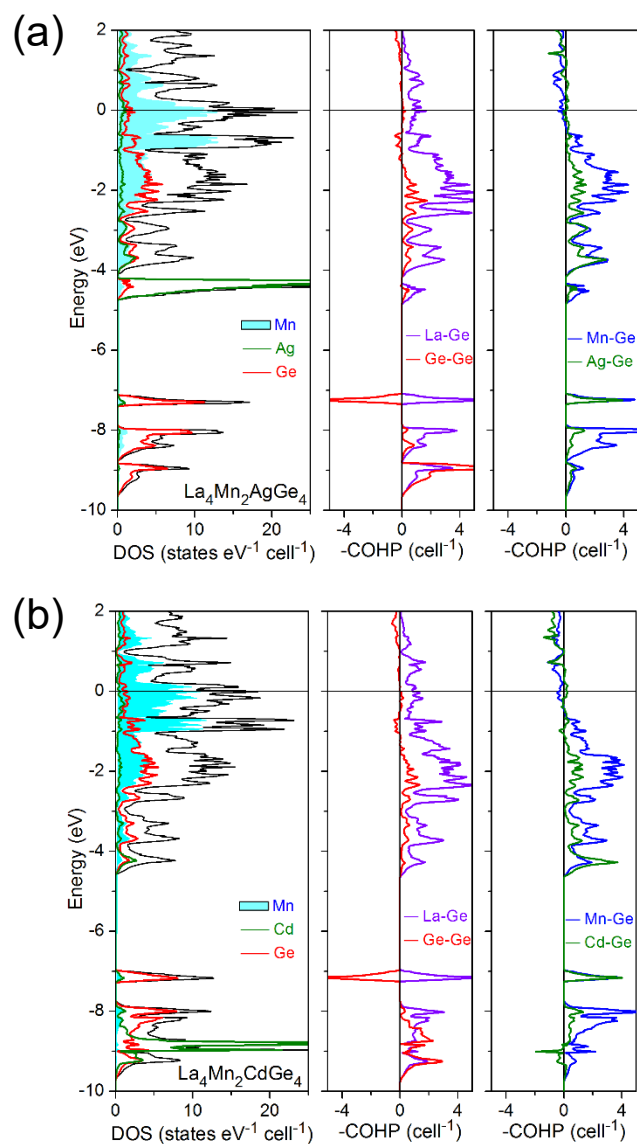 (a)
2
0
-2
-4
-6
-8
-10
Energy (eV)
Mn
Ag
Ge
La₄Mn₂AgGe₄
0 10 20
DOS (states eV⁻¹ cell⁻¹)
La-Ge
Ge-Ge
-4 0 4
-COHP (cell⁻¹)
Mn-Ge
Ag-Ge
-4 0 4
-COHP (cell⁻¹)
(b)
2
0
-2
-4
-6
-8
-10
Energy (eV)
Mn
Cd
Ge
La₄Mn₂CdGe₄
0 10 20
DOS (states eV⁻¹ cell⁻¹)
La-Ge
Ge-Ge
-4 0 4
-COHP (cell⁻¹)
Mn-Ge
Cd-Ge
-4 0 4
-COHP (cell⁻¹)